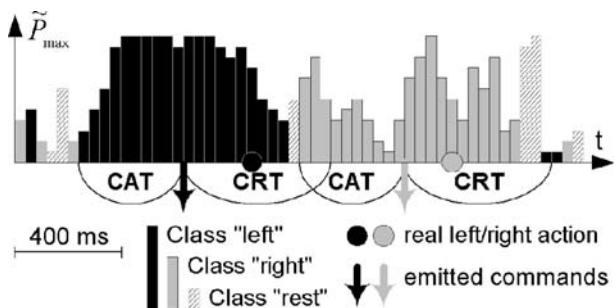 P̃max
t
CAT CRT CAT CRT
400 ms
Class "left"
Class "right"
Class "rest"
real left/right action
emitted commands